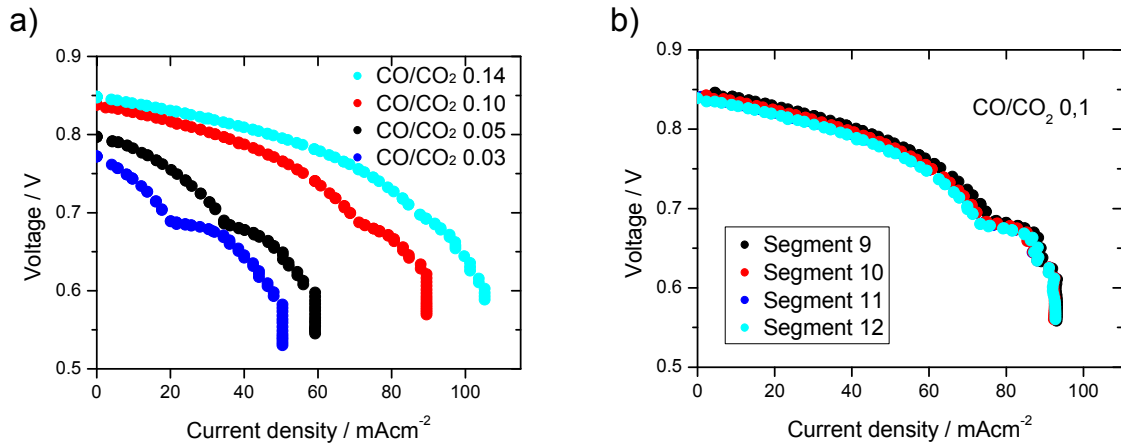 a)
0.9
0.8
0.7
0.6
0.5
Voltage / V
0 20 40 60 80 100
Current density / mAcm⁻²
CO/CO₂ 0.14
CO/CO₂ 0.10
CO/CO₂ 0.05
CO/CO₂ 0.03
b)
0.9
0.8
0.7
0.6
0.5
Voltage / V
0 20 40 60 80 100
Current density / mAcm⁻²
CO/CO₂ 0,1
Segment 9
Segment 10
Segment 11
Segment 12